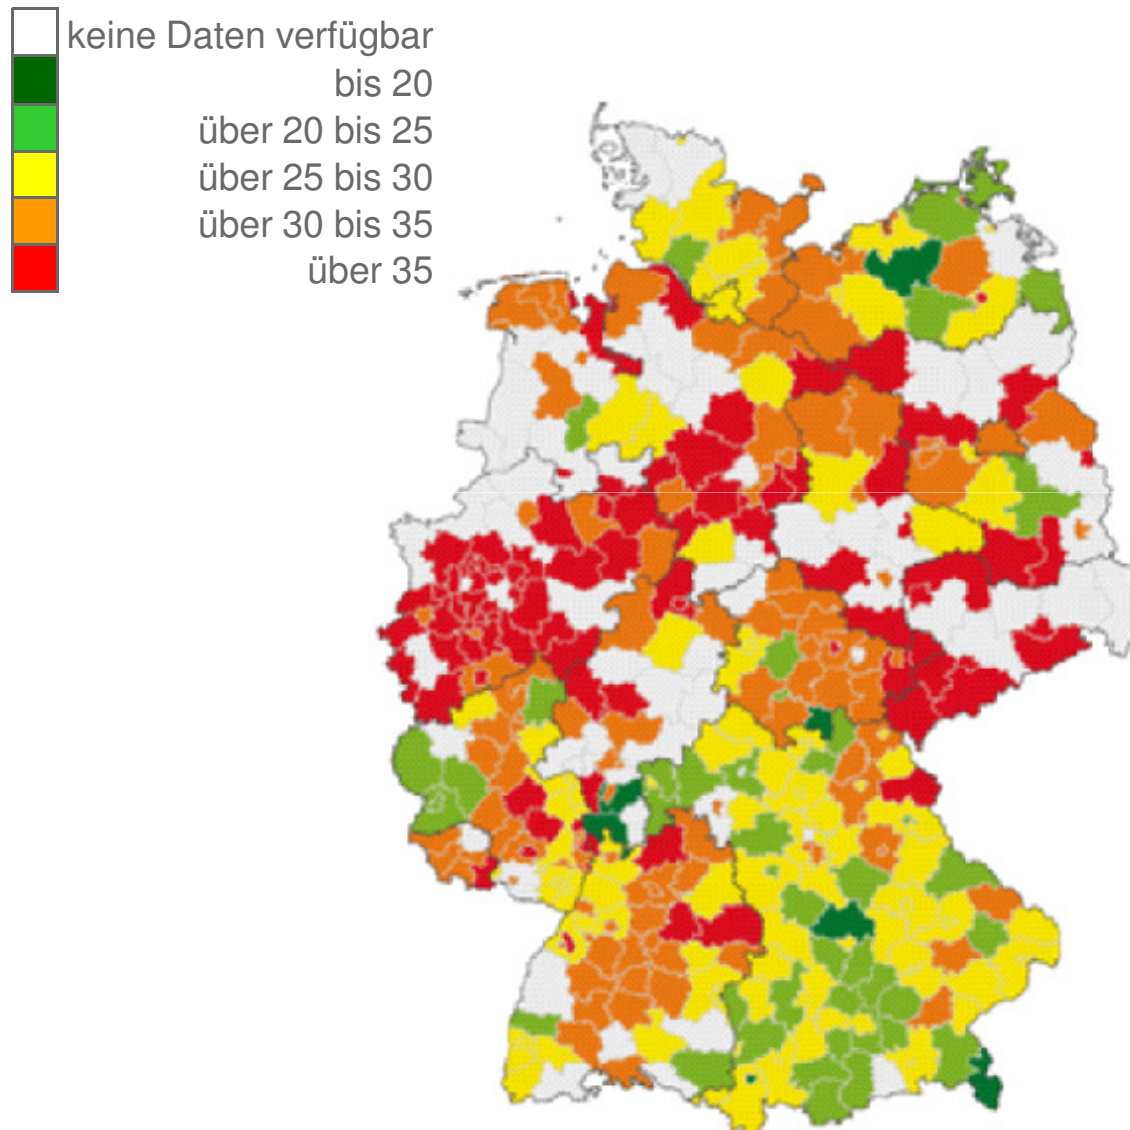 keine Daten verfügbar
bis 20
über 20 bis 25
über 25 bis 30
über 30 bis 35
über 35